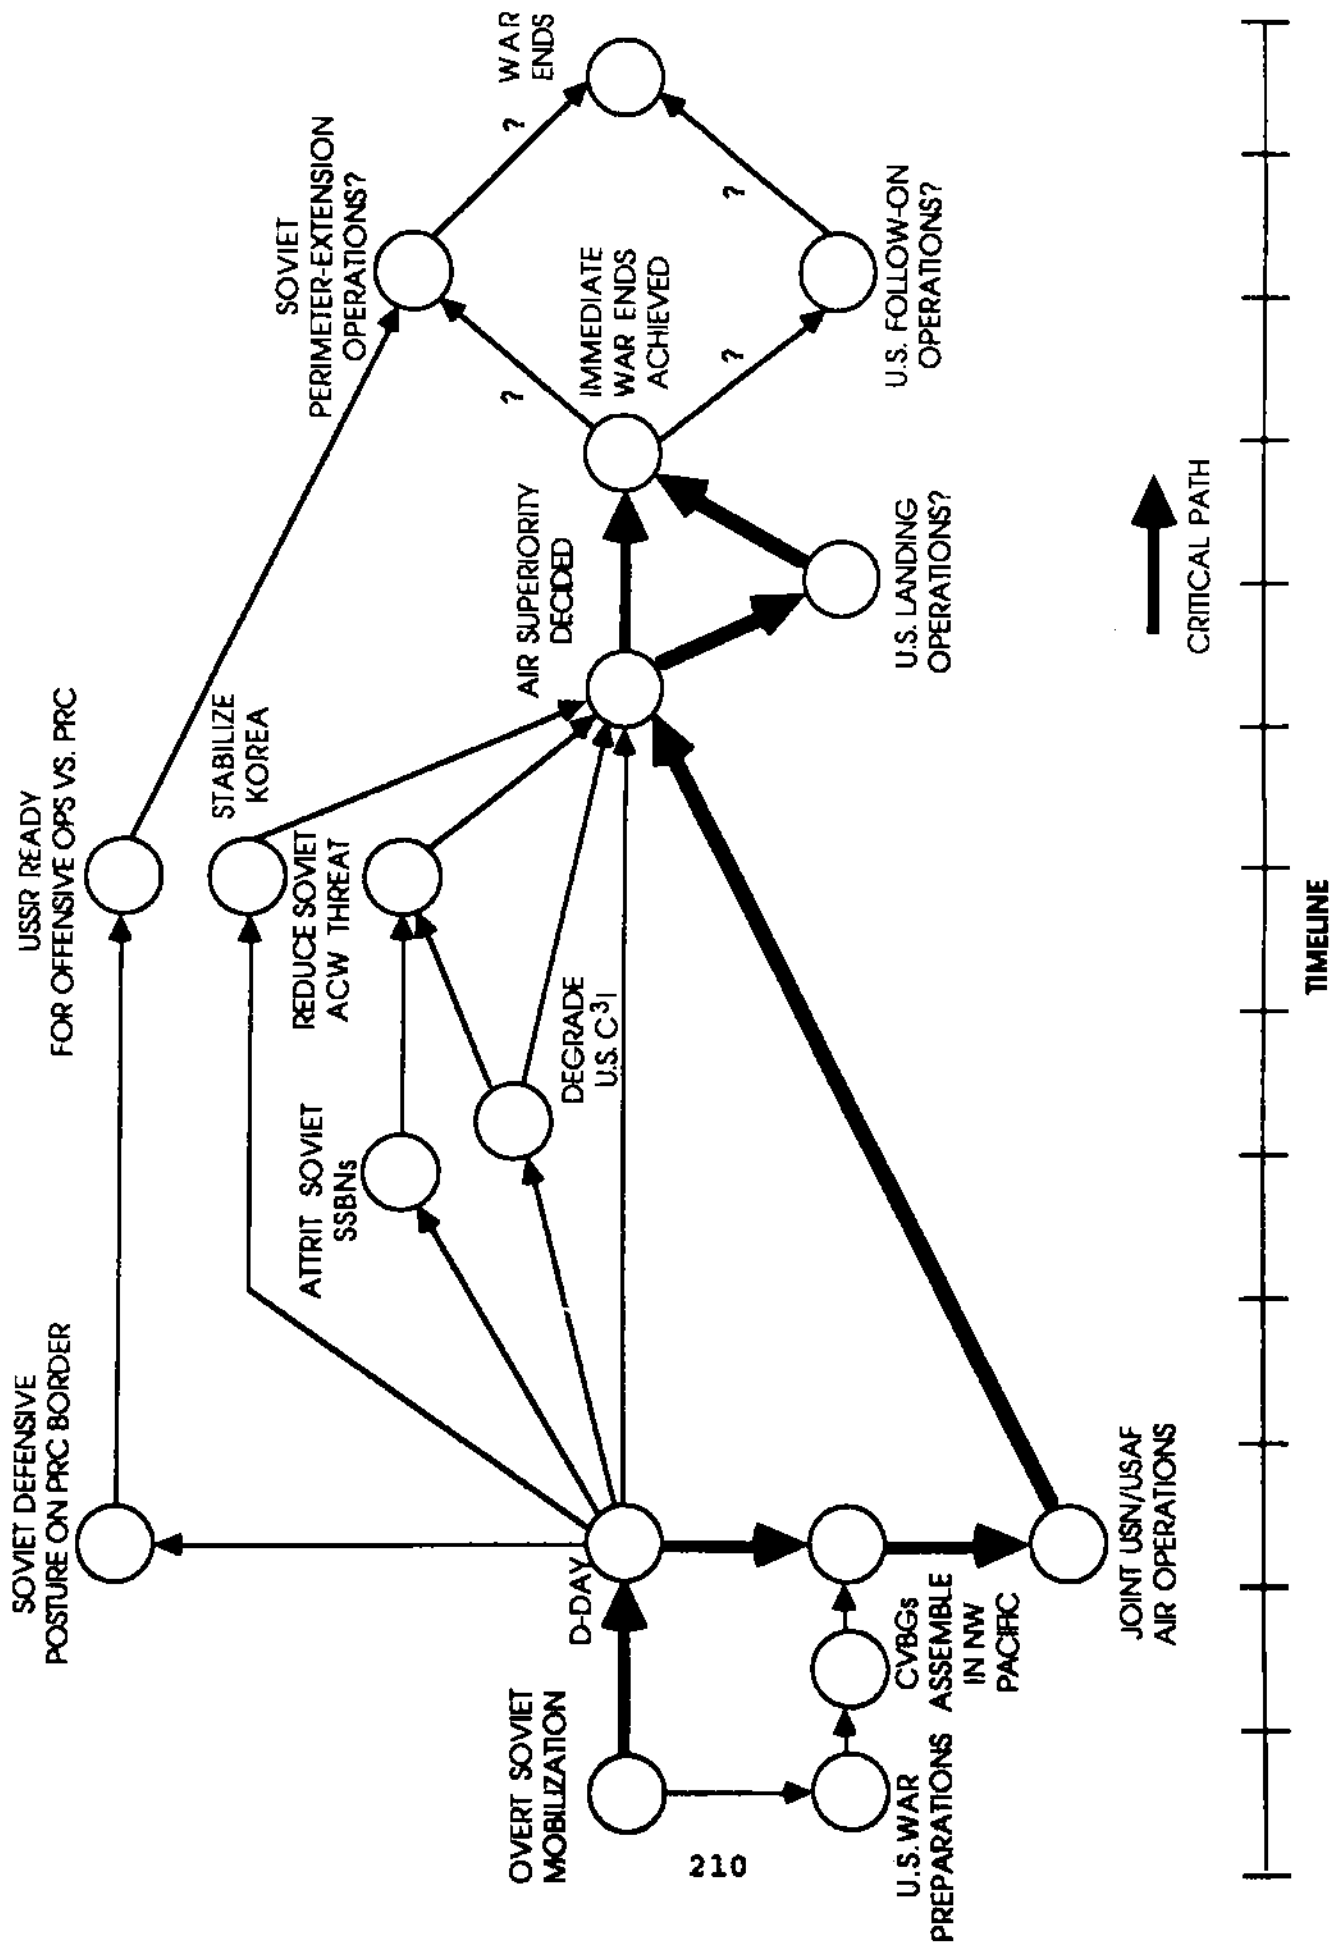 SOVIET DEFENSIVE
POSTURE ON PRC BORDER
USSR READY
FOR OFFENSIVE OPS VS. PRC
STABILIZE
KOREA
SOVIET
PERIMETER-EXTENSION
OPERATIONS?
ATTRIT SOVIET
SSBNs
REDUCE SOVIET
ACW THREAT
DEGRADE
U.S. C³I
OVERT SOVIET
MOBILIZATION
D-DAY
AIR SUPERIORITY
DECIDED
IMMEDIATE
WAR ENDS
ACHIEVED
?
?
?
?
WAR
ENDS
210
U.S. WAR
PREPARATIONS
CVBGs
ASSEMBLE
IN NW
PACIFIC
U.S. LANDING
OPERATIONS?
U.S. FOLLOW-ON
OPERATIONS?
JOINT USN/USAF
AIR OPERATIONS
CRITICAL PATH
TIMELINE